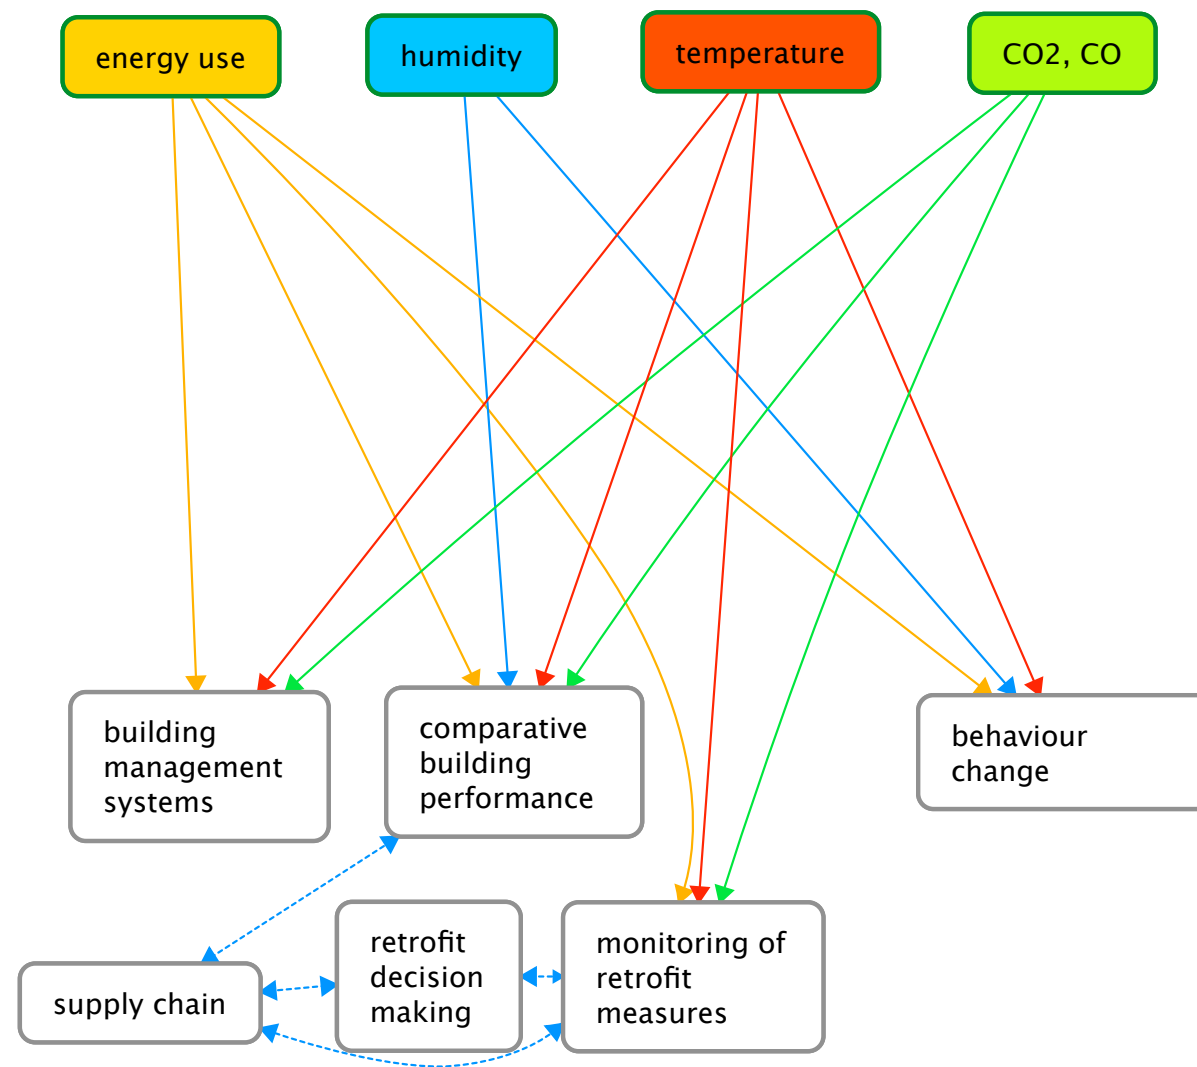 energy use
humidity
temperature
CO2, CO
building
management
systems
comparative
building
performance
behaviour
change
supply chain
retrofit
decision
making
monitoring of
retrofit
measures